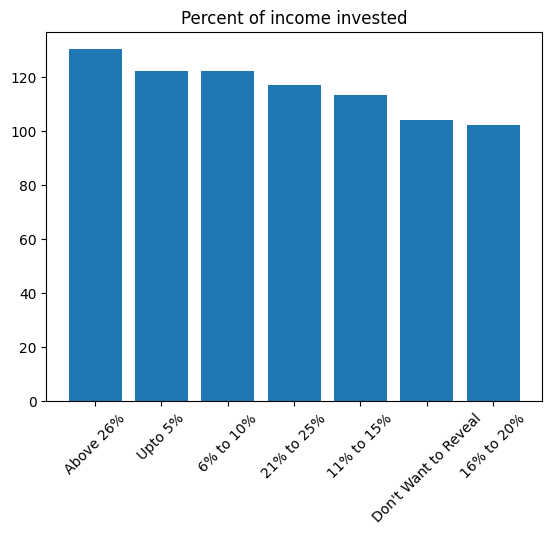 Percent of income invested
120
100
80
60
40
20
0
Above 26%
Upto 5%
6% to 10%
21% to 25%
11% to 15%
Don't Want to Reveal
16% to 20%